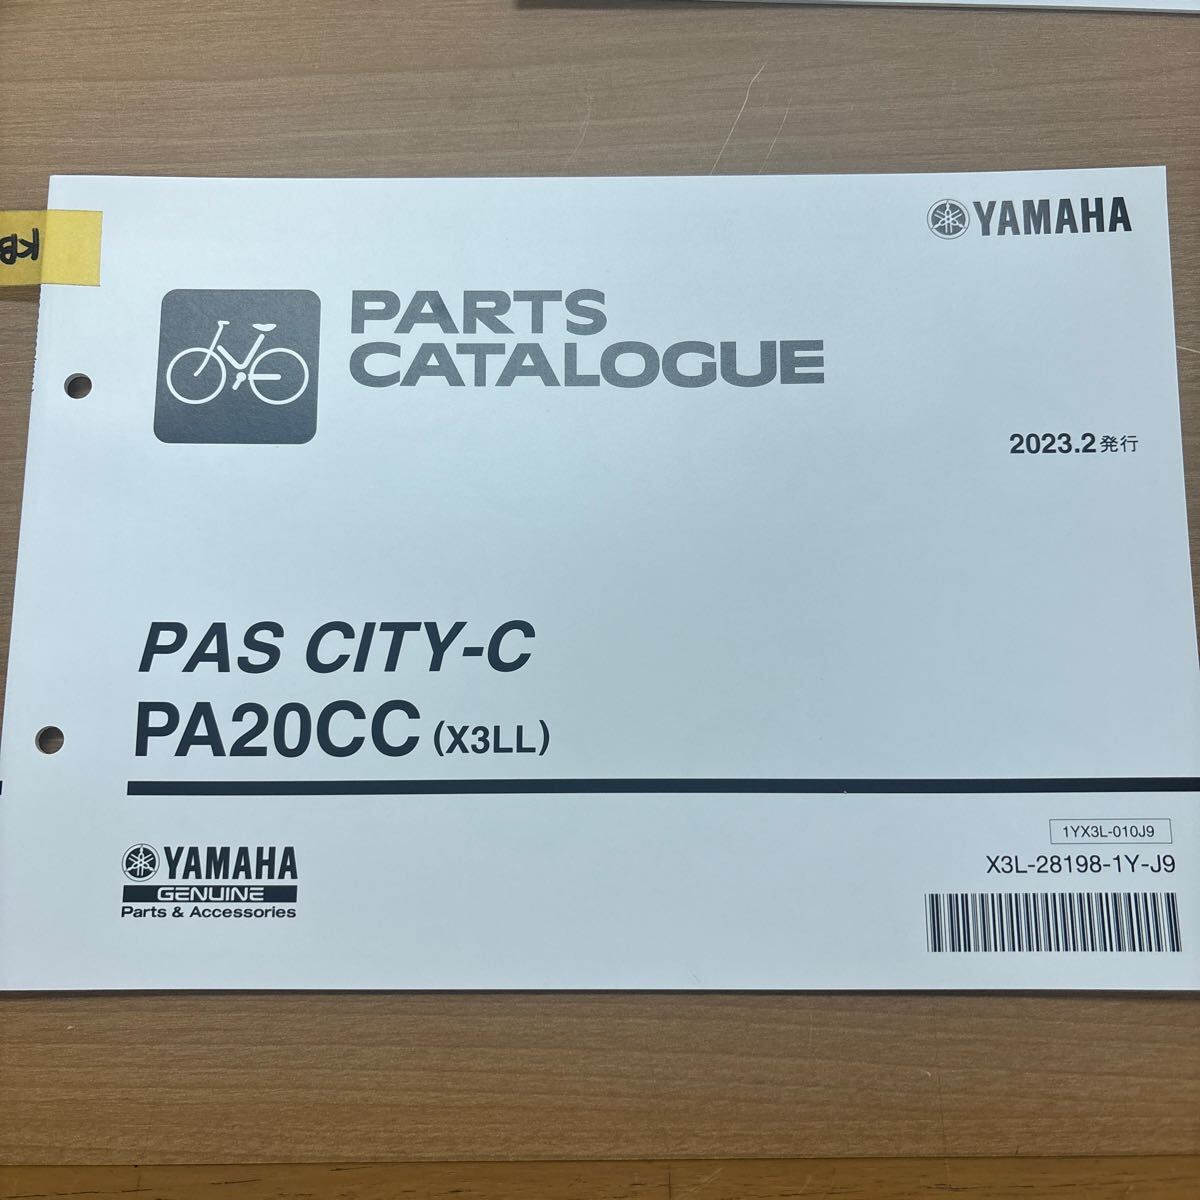 KB
YAMAHA
PARTS
CATALOGUE
2023.2発行
PAS CITY-C
PA20CC (X3LL)
1YX3L-010J9
X3L-28198-1Y-J9
YAMAHA
GENUINE
Parts & Accessories